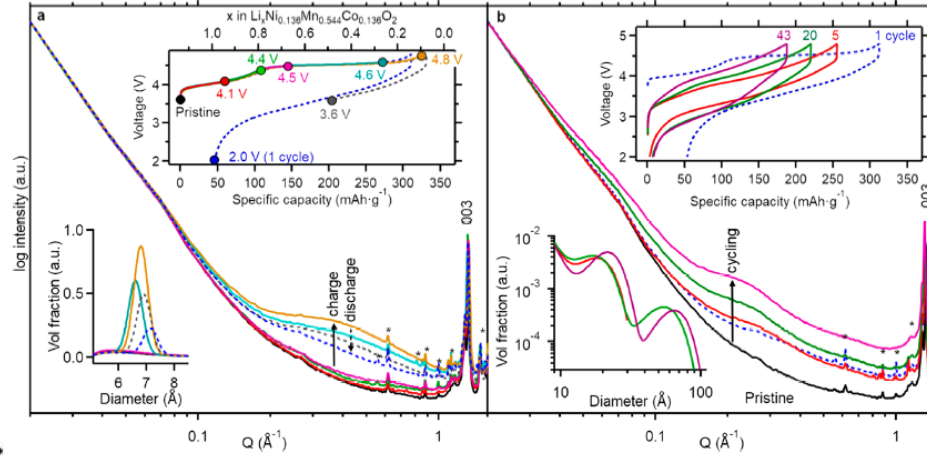 a
x in LiₓNi0.136Mn0.544Co0.136O2
1.0 0.8 0.6 0.4 0.2 0.0
4.4 V
4.5 V
4.6 V
4.8 V
4.1 V
Pristine
3.6 V
2.0 V (1 cycle)
Voltage (V)
4
3
2
0 50 100 150 200 250 300 350
Specific capacity (mAh·g⁻¹)
log intensity (a.u.)
003
Vol fraction (a.u.)
1.0
0.5
0.0
6 7 8
Diameter (Å)
charge
discharge
* * * * * *
0.1 1
Q (Å⁻¹)
b
43 20 5 1 cycle
Voltage (V)
5
4
3
2
0 50 100 150 200 250 300 350
Specific capacity (mAh·g⁻¹)
003
Vol fraction (a.u.)
10⁻²
10⁻³
10⁻⁴
10 100
Diameter (Å)
cycling
Pristine
* * * *
0.1 1
Q (Å⁻¹)